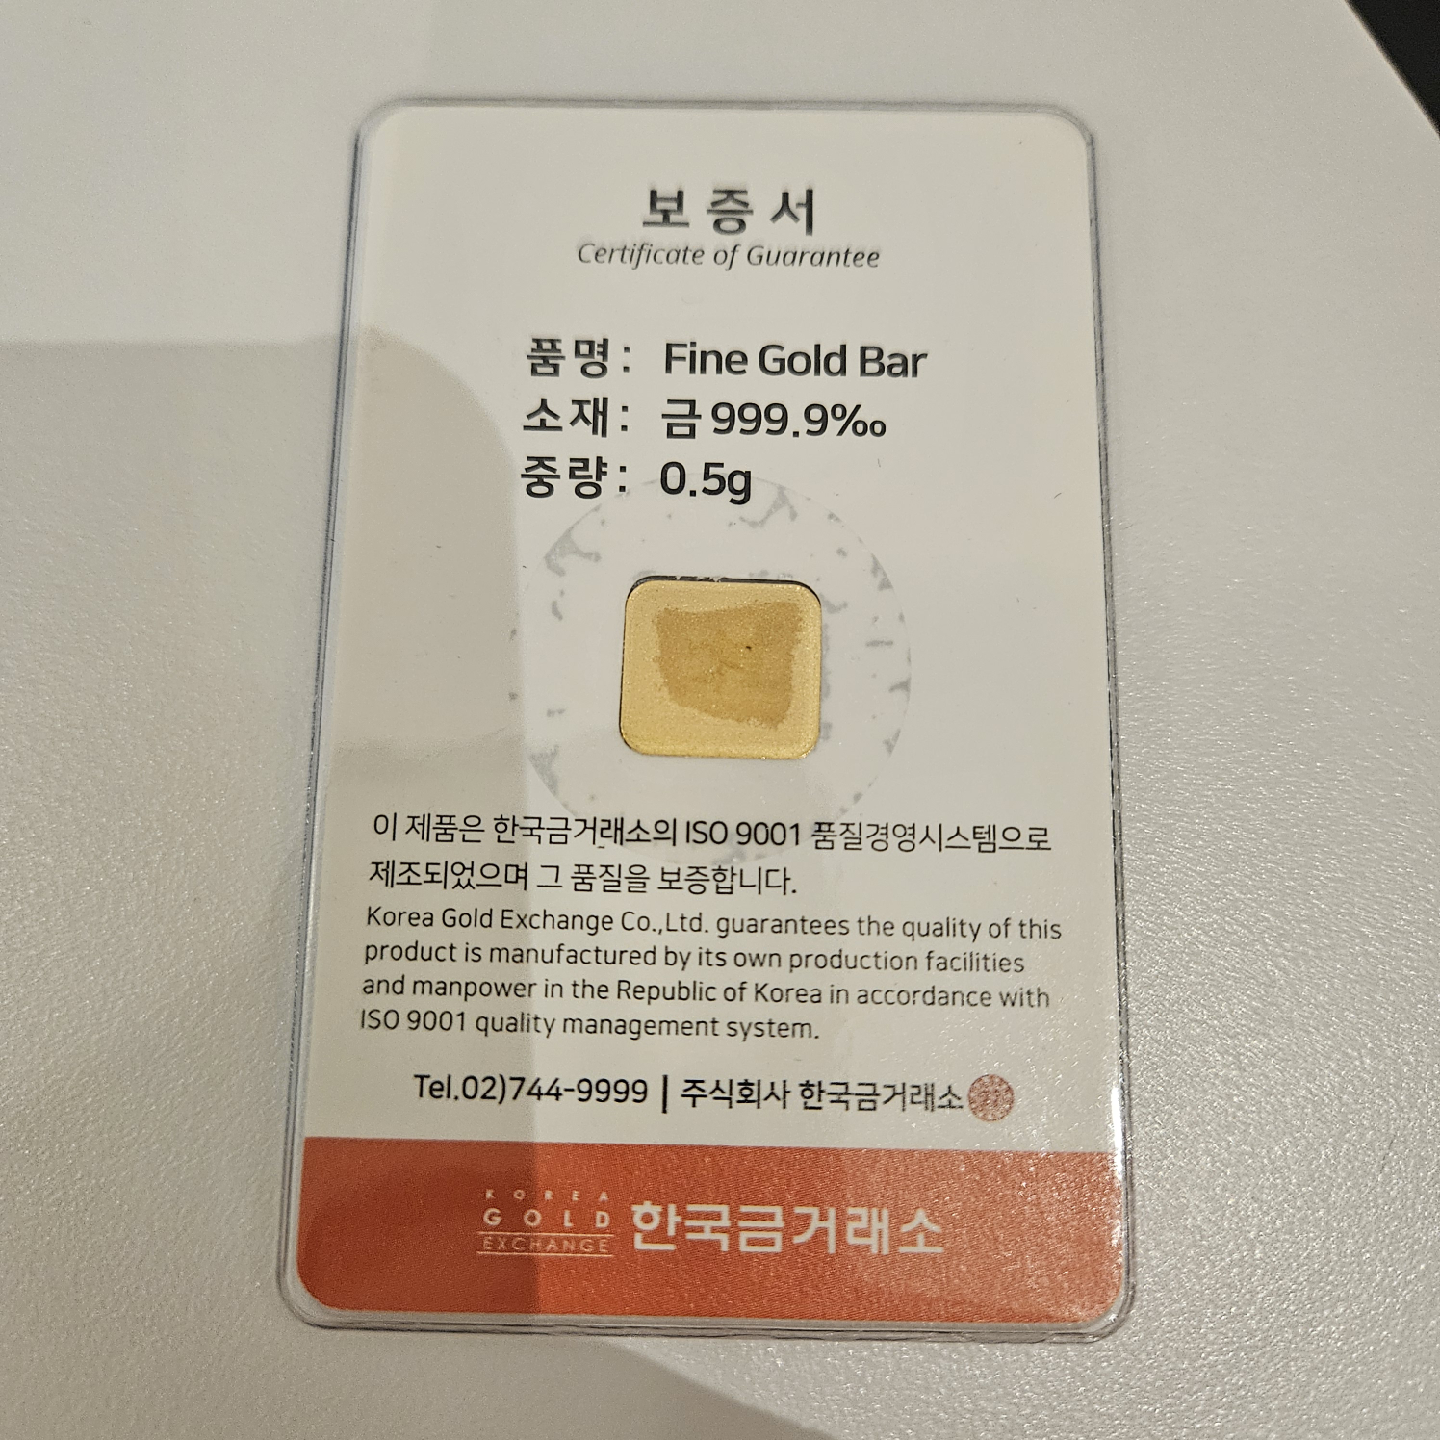 보증서
Certificate of Guarantee
품명: Fine Gold Bar
소재: 금 999.9‰
중량: 0.5g
이 제품은 한국금거래소의 ISO 9001 품질경영시스템으로
제조되었으며 그 품질을 보증합니다.
Korea Gold Exchange Co.,Ltd. guarantees the quality of this
product is manufactured by its own production facilities
and manpower in the Republic of Korea in accordance with
ISO 9001 quality management system.
Tel.02)744-9999 | 주식회사 한국금거래소
KOREA
GOLD
EXCHANGE
한국금거래소